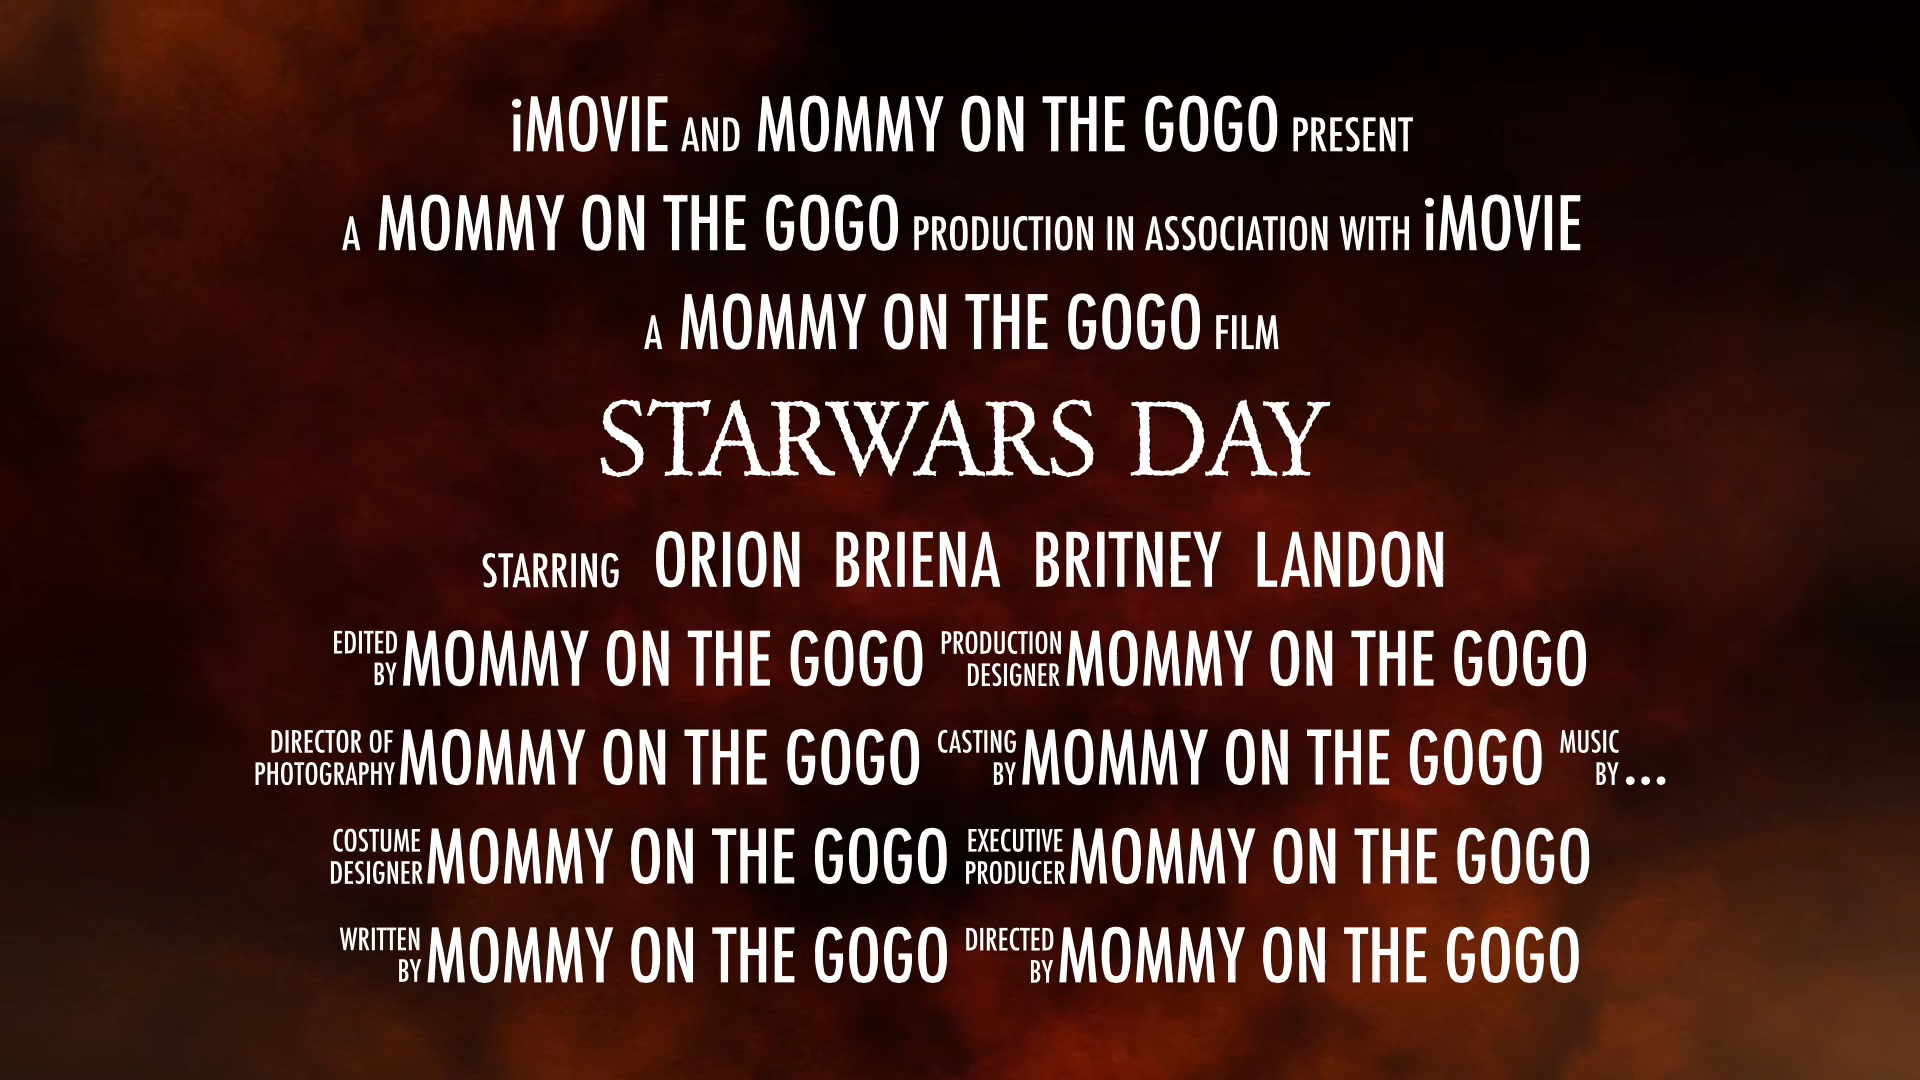 iMOVIE AND MOMMY ON THE GOGO PRESENT
A MOMMY ON THE GOGO PRODUCTION IN ASSOCIATION WITH iMOVIE
A MOMMY ON THE GOGO FILM
STARWARS DAY
STARRING ORION BRIENA BRITNEY LANDON
EDITED BY MOMMY ON THE GOGO PRODUCTION DESIGNER MOMMY ON THE GOGO
DIRECTOR OF PHOTOGRAPHY MOMMY ON THE GOGO CASTING BY MOMMY ON THE GOGO MUSIC BY ...
COSTUME DESIGNER MOMMY ON THE GOGO EXECUTIVE PRODUCER MOMMY ON THE GOGO
WRITTEN BY MOMMY ON THE GOGO DIRECTED BY MOMMY ON THE GOGO